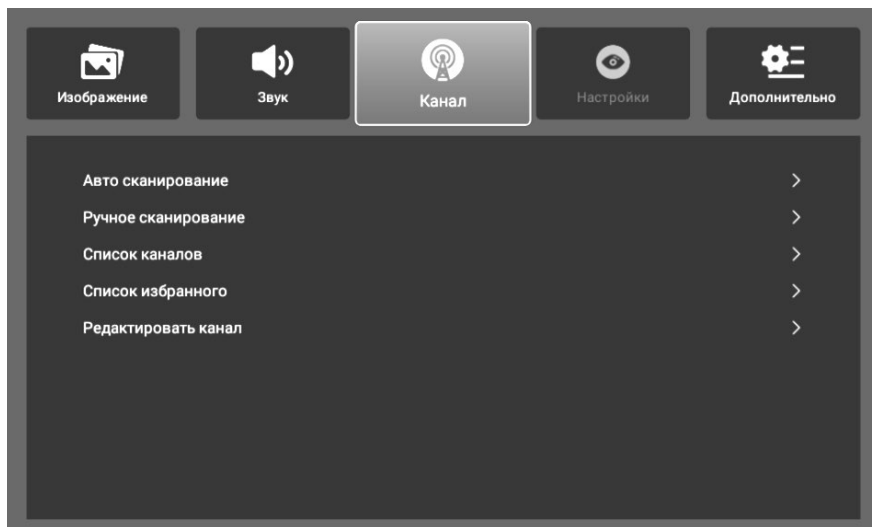 Изображение
Звук
Канал
Настройки
Дополнительно
Авто сканирование
Ручное сканирование
Список каналов
Список избранного
Редактировать канал